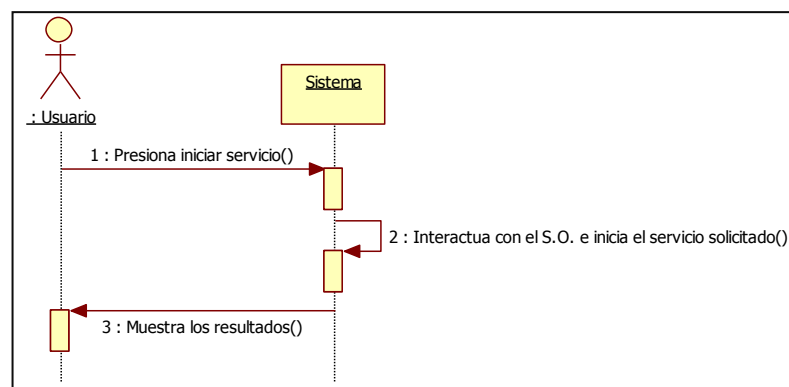 : Usuario
Sistema
1 : Presiona iniciar servicio()
2 : Interactua con el S.O. e inicia el servicio solicitado()
3 : Muestra los resultados()